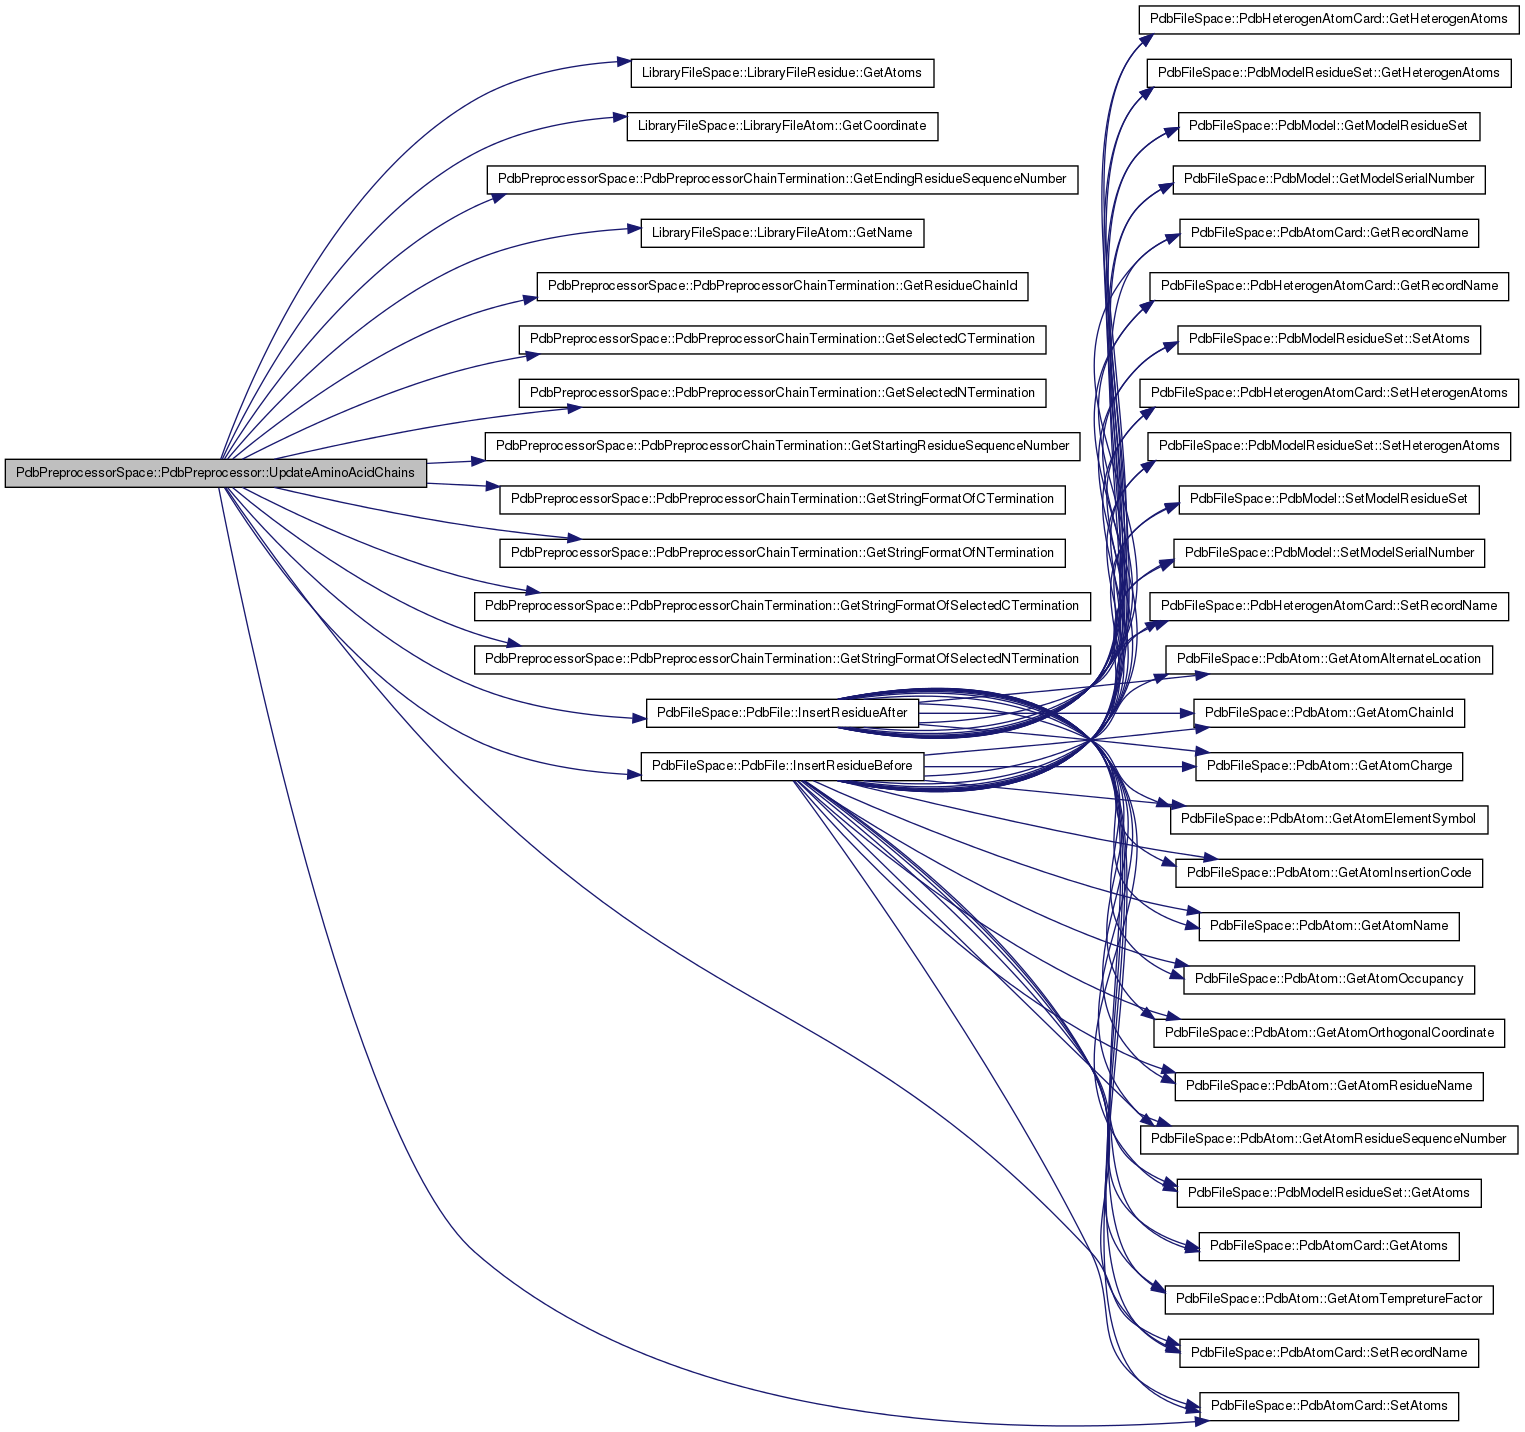 PdbPreprocessorSpace::PdbPreprocessor::UpdateAminoAcidChains
LibraryFileSpace::LibraryFileResidue::GetAtoms
LibraryFileSpace::LibraryFileAtom::GetCoordinate
PdbPreprocessorSpace::PdbPreprocessorChainTermination::GetEndingResidueSequenceNumber
LibraryFileSpace::LibraryFileAtom::GetName
PdbPreprocessorSpace::PdbPreprocessorChainTermination::GetResidueChainId
PdbPreprocessorSpace::PdbPreprocessorChainTermination::GetSelectedCTermination
PdbPreprocessorSpace::PdbPreprocessorChainTermination::GetSelectedNTermination
PdbPreprocessorSpace::PdbPreprocessorChainTermination::GetStartingResidueSequenceNumber
PdbPreprocessorSpace::PdbPreprocessorChainTermination::GetStringFormatOfCTermination
PdbPreprocessorSpace::PdbPreprocessorChainTermination::GetStringFormatOfNTermination
PdbPreprocessorSpace::PdbPreprocessorChainTermination::GetStringFormatOfSelectedCTermination
PdbPreprocessorSpace::PdbPreprocessorChainTermination::GetStringFormatOfSelectedNTermination
PdbFileSpace::PdbFile::InsertResidueAfter
PdbFileSpace::PdbFile::InsertResidueBefore
PdbFileSpace::PdbHeterogenAtomCard::GetHeterogenAtoms
PdbFileSpace::PdbModelResidueSet::GetHeterogenAtoms
PdbFileSpace::PdbModel::GetModelResidueSet
PdbFileSpace::PdbModel::GetModelSerialNumber
PdbFileSpace::PdbAtomCard::GetRecordName
PdbFileSpace::PdbHeterogenAtomCard::GetRecordName
PdbFileSpace::PdbModelResidueSet::SetAtoms
PdbFileSpace::PdbHeterogenAtomCard::SetHeterogenAtoms
PdbFileSpace::PdbModelResidueSet::SetHeterogenAtoms
PdbFileSpace::PdbModel::SetModelResidueSet
PdbFileSpace::PdbModel::SetModelSerialNumber
PdbFileSpace::PdbHeterogenAtomCard::SetRecordName
PdbFileSpace::PdbAtom::GetAtomAlternateLocation
PdbFileSpace::PdbAtom::GetAtomChainId
PdbFileSpace::PdbAtom::GetAtomCharge
PdbFileSpace::PdbAtom::GetAtomElementSymbol
PdbFileSpace::PdbAtom::GetAtomInsertionCode
PdbFileSpace::PdbAtom::GetAtomName
PdbFileSpace::PdbAtom::GetAtomOccupancy
PdbFileSpace::PdbAtom::GetAtomOrthogonalCoordinate
PdbFileSpace::PdbAtom::GetAtomResidueName
PdbFileSpace::PdbAtom::GetAtomResidueSequenceNumber
PdbFileSpace::PdbModelResidueSet::GetAtoms
PdbFileSpace::PdbAtomCard::GetAtoms
PdbFileSpace::PdbAtom::GetAtomTempretureFactor
PdbFileSpace::PdbAtomCard::SetRecordName
PdbFileSpace::PdbAtomCard::SetAtoms